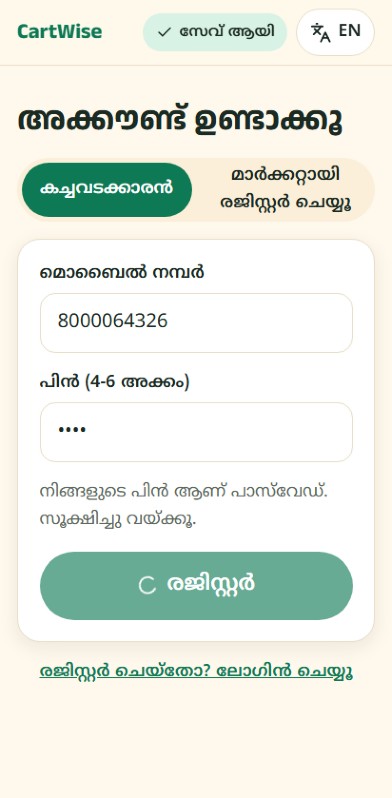 CartWise
സേവ് ആയി
EN
അക്കൗണ്ട് ഉണ്ടാക്കൂ
കച്ചവടക്കാരൻ
മാർക്കറ്റായി
രജിസ്റ്റർ ചെയ്യൂ
മൊബൈൽ നമ്പർ
8000064326
പിൻ (4-6 അക്കം)
••••
നിങ്ങളുടെ പിൻ ആണ് പാസ്‌വേഡ്.
സൂക്ഷിച്ചു വയ്ക്കൂ.
രജിസ്റ്റർ
രജിസ്റ്റർ ചെയ്തോ? ലോഗിൻ ചെയ്യൂ